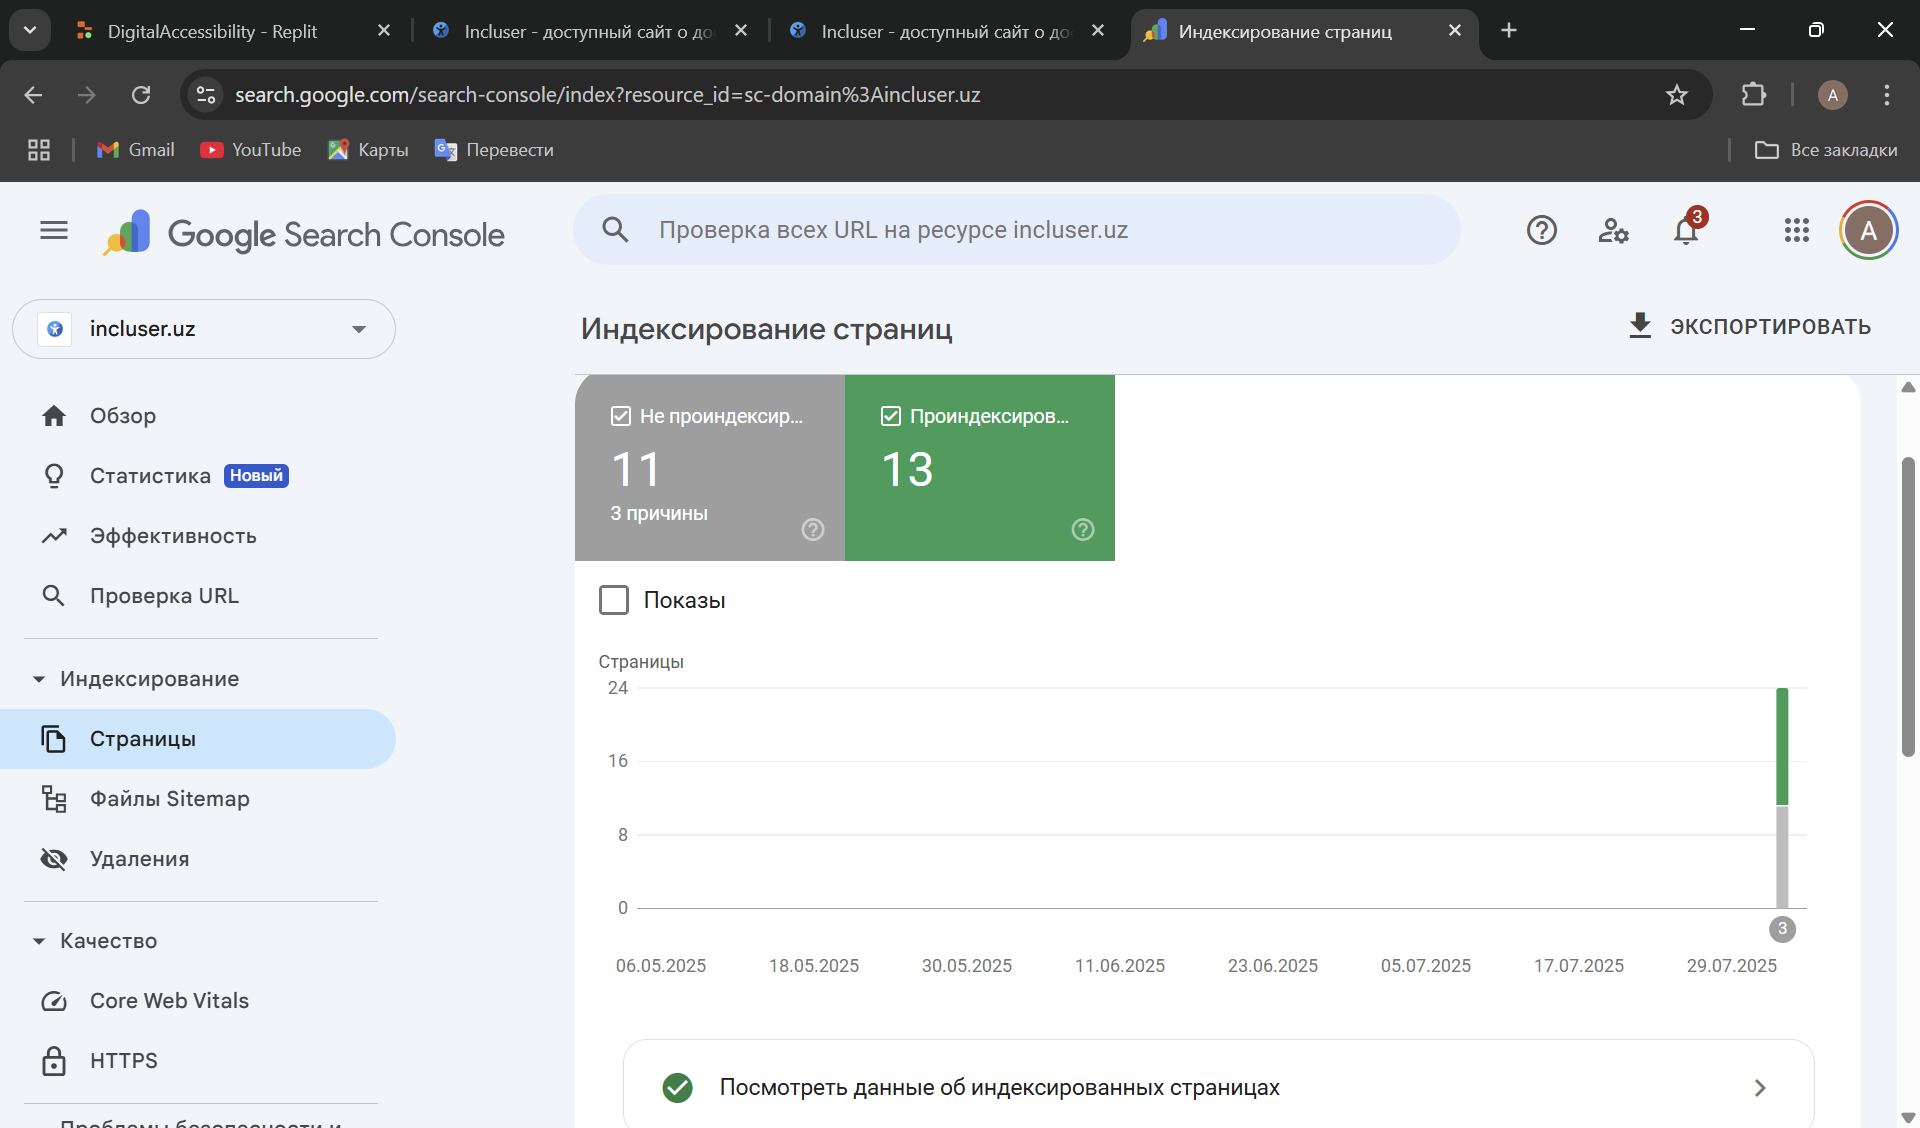 DigitalAccessibility - Replit
Incluser - доступный сайт о до
Incluser - доступный сайт о до
Индексирование страниц
search.google.com/search-console/index?resource_id=sc-domain%3Aincluser.uz
A
Gmail
YouTube
Карты
Перевести
Все закладки
Google Search Console
Проверка всех URL на ресурсе incluser.uz
3
A
incluser.uz
Индексирование страниц
ЭКСПОРТИРОВАТЬ
Обзор
Статистика Новый
Эффективность
Проверка URL
Индексирование
Страницы
Файлы Sitemap
Удаления
Качество
Core Web Vitals
HTTPS
Проблемы безопасности и
Не проиндексир...
11
3 причины
Проиндексиров...
13
Показы
Страницы
24
16
8
0
3
06.05.2025
18.05.2025
30.05.2025
11.06.2025
23.06.2025
05.07.2025
17.07.2025
29.07.2025
Посмотреть данные об индексированных страницах